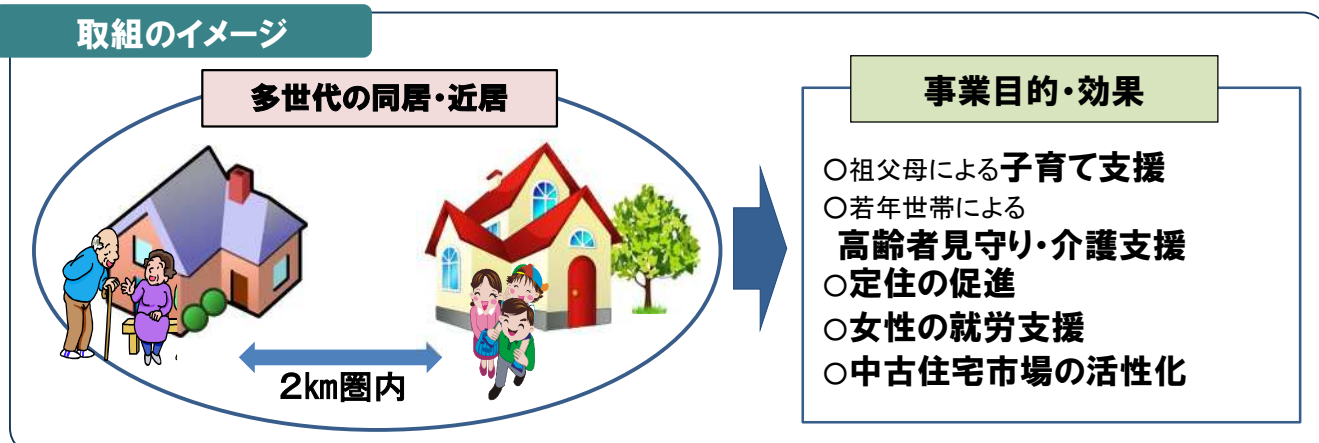 取組のイメージ
多世代の同居・近居
2km圏内
事業目的・効果
○祖父母による子育て支援
○若年世帯による
高齢者見守り・介護支援
○定住の促進
○女性の就労支援
○中古住宅市場の活性化